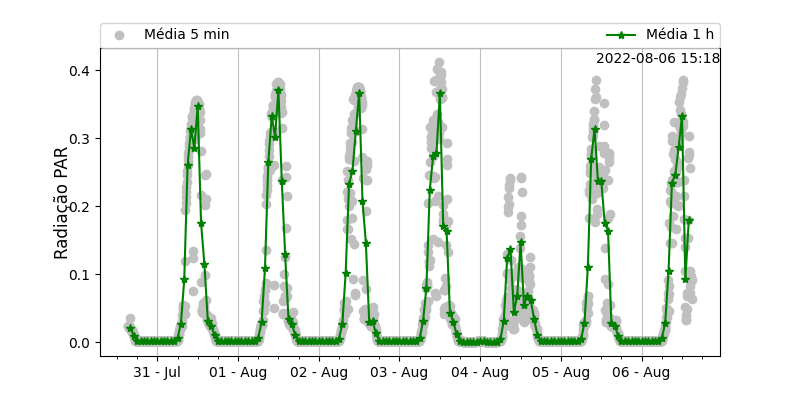 Média 5 min
Média 1 h
2022-08-06 15:18
Radiação PAR
0.4
0.3
0.2
0.1
0.0
31 - Jul
01 - Aug
02 - Aug
03 - Aug
04 - Aug
05 - Aug
06 - Aug